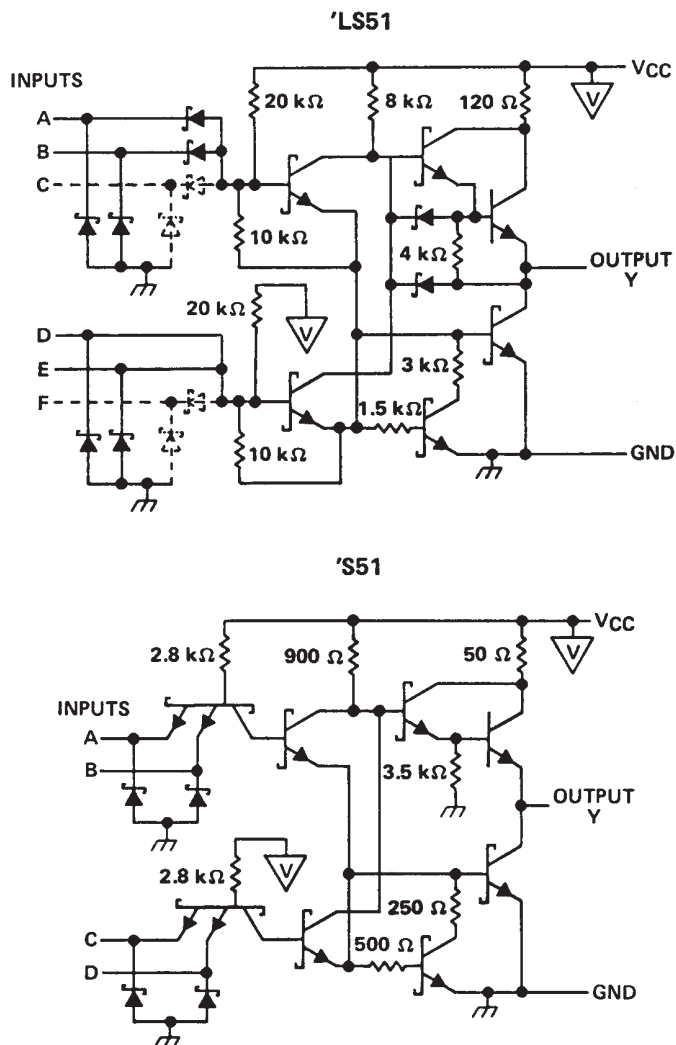 'LS51
INPUTS
VCC
V
20 kΩ
8 kΩ
120 Ω
A
B
C
10 kΩ
4 kΩ
OUTPUT
Y
20 kΩ
V
D
E
F
3 kΩ
1.5 kΩ
10 kΩ
GND
'S51
VCC
V
2.8 kΩ
900 Ω
50 Ω
INPUTS
A
B
3.5 kΩ
OUTPUT
Y
2.8 kΩ
V
250 Ω
500 Ω
C
D
GND